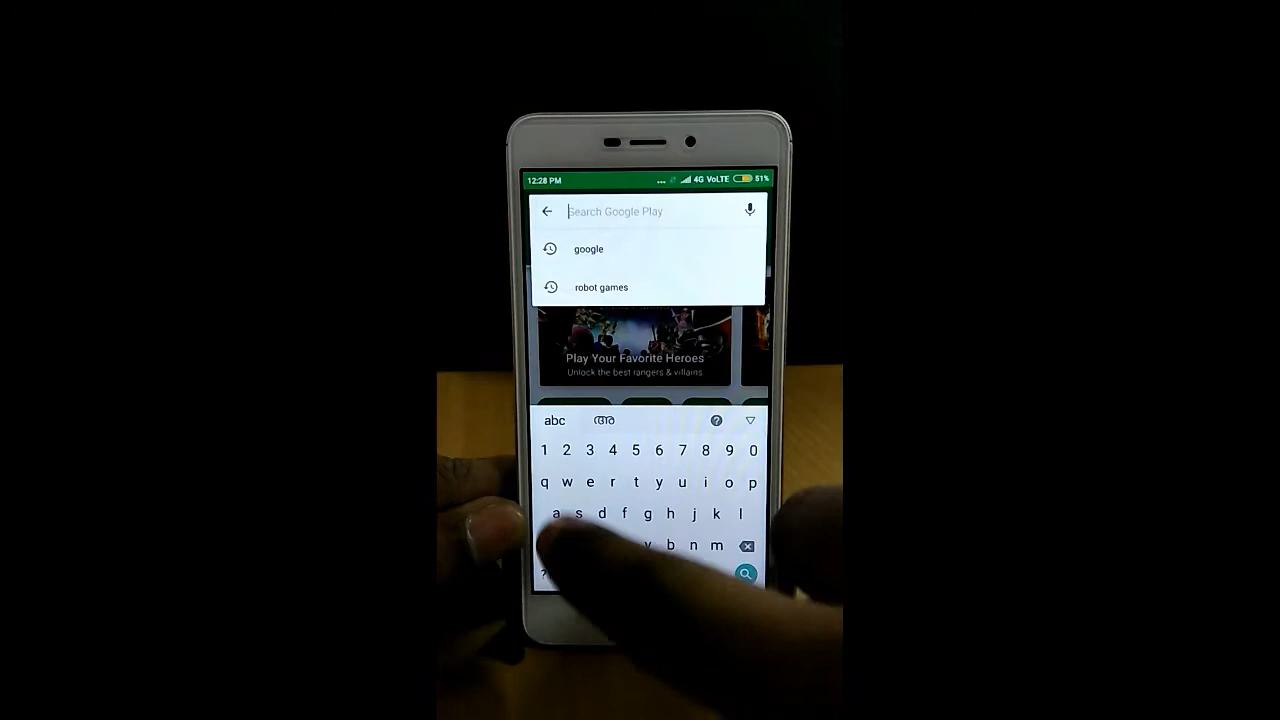 12:28 PM ... 4G VoLTE 51%
Search Google Play
google
robot games
Play Your Favorite Heroes
Unlock the best rangers & villains
abc അ
1 2 3 4 5 6 7 8 9 0
q w e r t y u i o p
a s d f g h j k l
v b n m
?